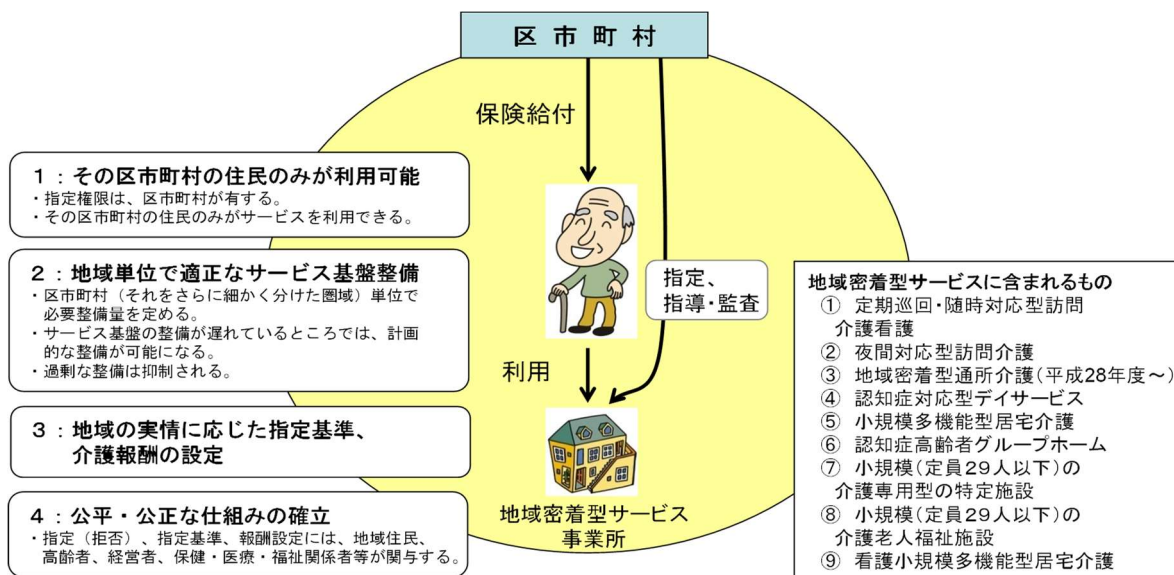 区市町村
保険給付
1：その区市町村の住民のみが利用可能
・指定権限は、区市町村が有する。
・その区市町村の住民のみがサービスを利用できる。
2：地域単位で適正なサービス基盤整備
・区市町村（それをさらに細かく分けた圏域）単位で
必要整備量を定める。
・サービス基盤の整備が遅れているところでは、計画
的な整備が可能になる。
・過剰な整備は抑制される。
3：地域の実情に応じた指定基準、
介護報酬の設定
4：公平・公正な仕組みの確立
・指定（拒否）、指定基準、報酬設定には、地域住民、
高齢者、経営者、保健・医療・福祉関係者等が関与する。
指定、
指導・監査
利用
地域密着型サービス
事業所
地域密着型サービスに含まれるもの
① 定期巡回・随時対応型訪問
介護看護
② 夜間対応型訪問介護
③ 地域密着型通所介護（平成28年度～）
④ 認知症対応型デイサービス
⑤ 小規模多機能型居宅介護
⑥ 認知症高齢者グループホーム
⑦ 小規模（定員29人以下）の
介護専用型の特定施設
⑧ 小規模（定員29人以下）の
介護老人福祉施設
⑨ 看護小規模多機能型居宅介護